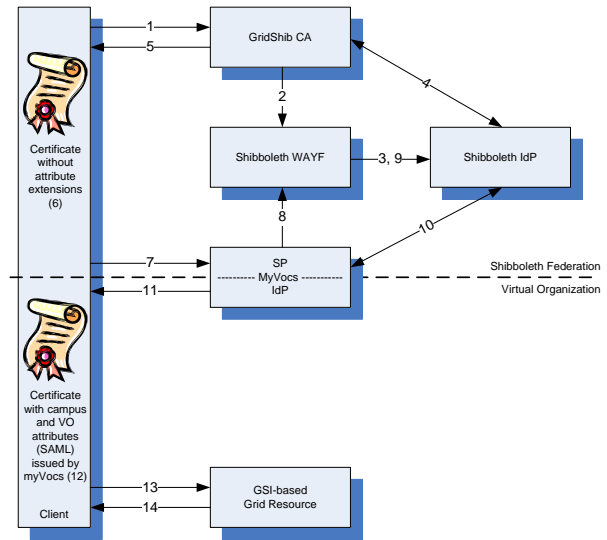 1
GridShib CA
5
2
4
Certificate
without
attribute
extensions
(6)
Shibboleth WAYF
3, 9
Shibboleth IdP
8
10
7
SP
MyVocs
IdP
Shibboleth Federation
Virtual Organization
11
Certificate
with campus
and VO
attributes
(SAML)
issued by
myVocs (12)
13
GSI-based
Grid Resource
14
Client